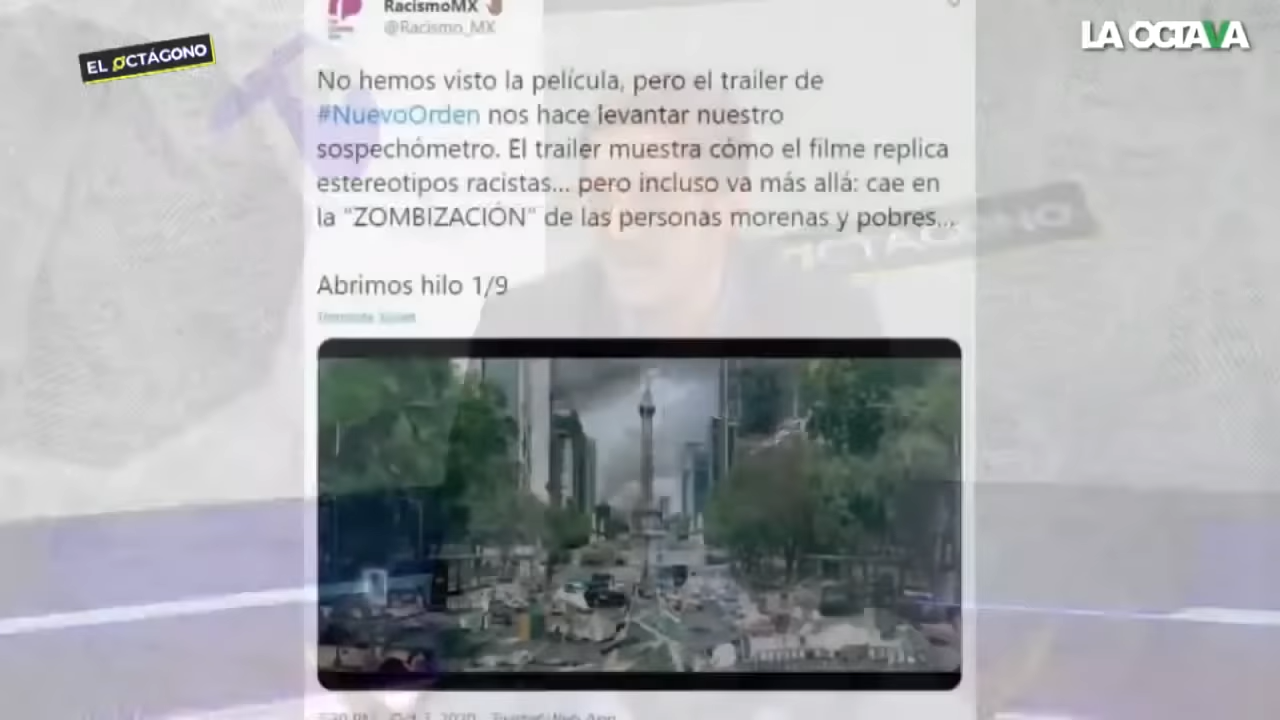 RacismoMX
@Racismo_MX
LA OCTAVA
EL OCTÁGONO
No hemos visto la película, pero el trailer de
#NuevoOrden nos hace levantar nuestro
sospechómetro. El trailer muestra cómo el filme replica
estereotipos racistas... pero incluso va más allá: cae en
la "ZOMBIZACIÓN" de las personas morenas y pobres...
OCTÁGONO
Abrimos hilo 1/9